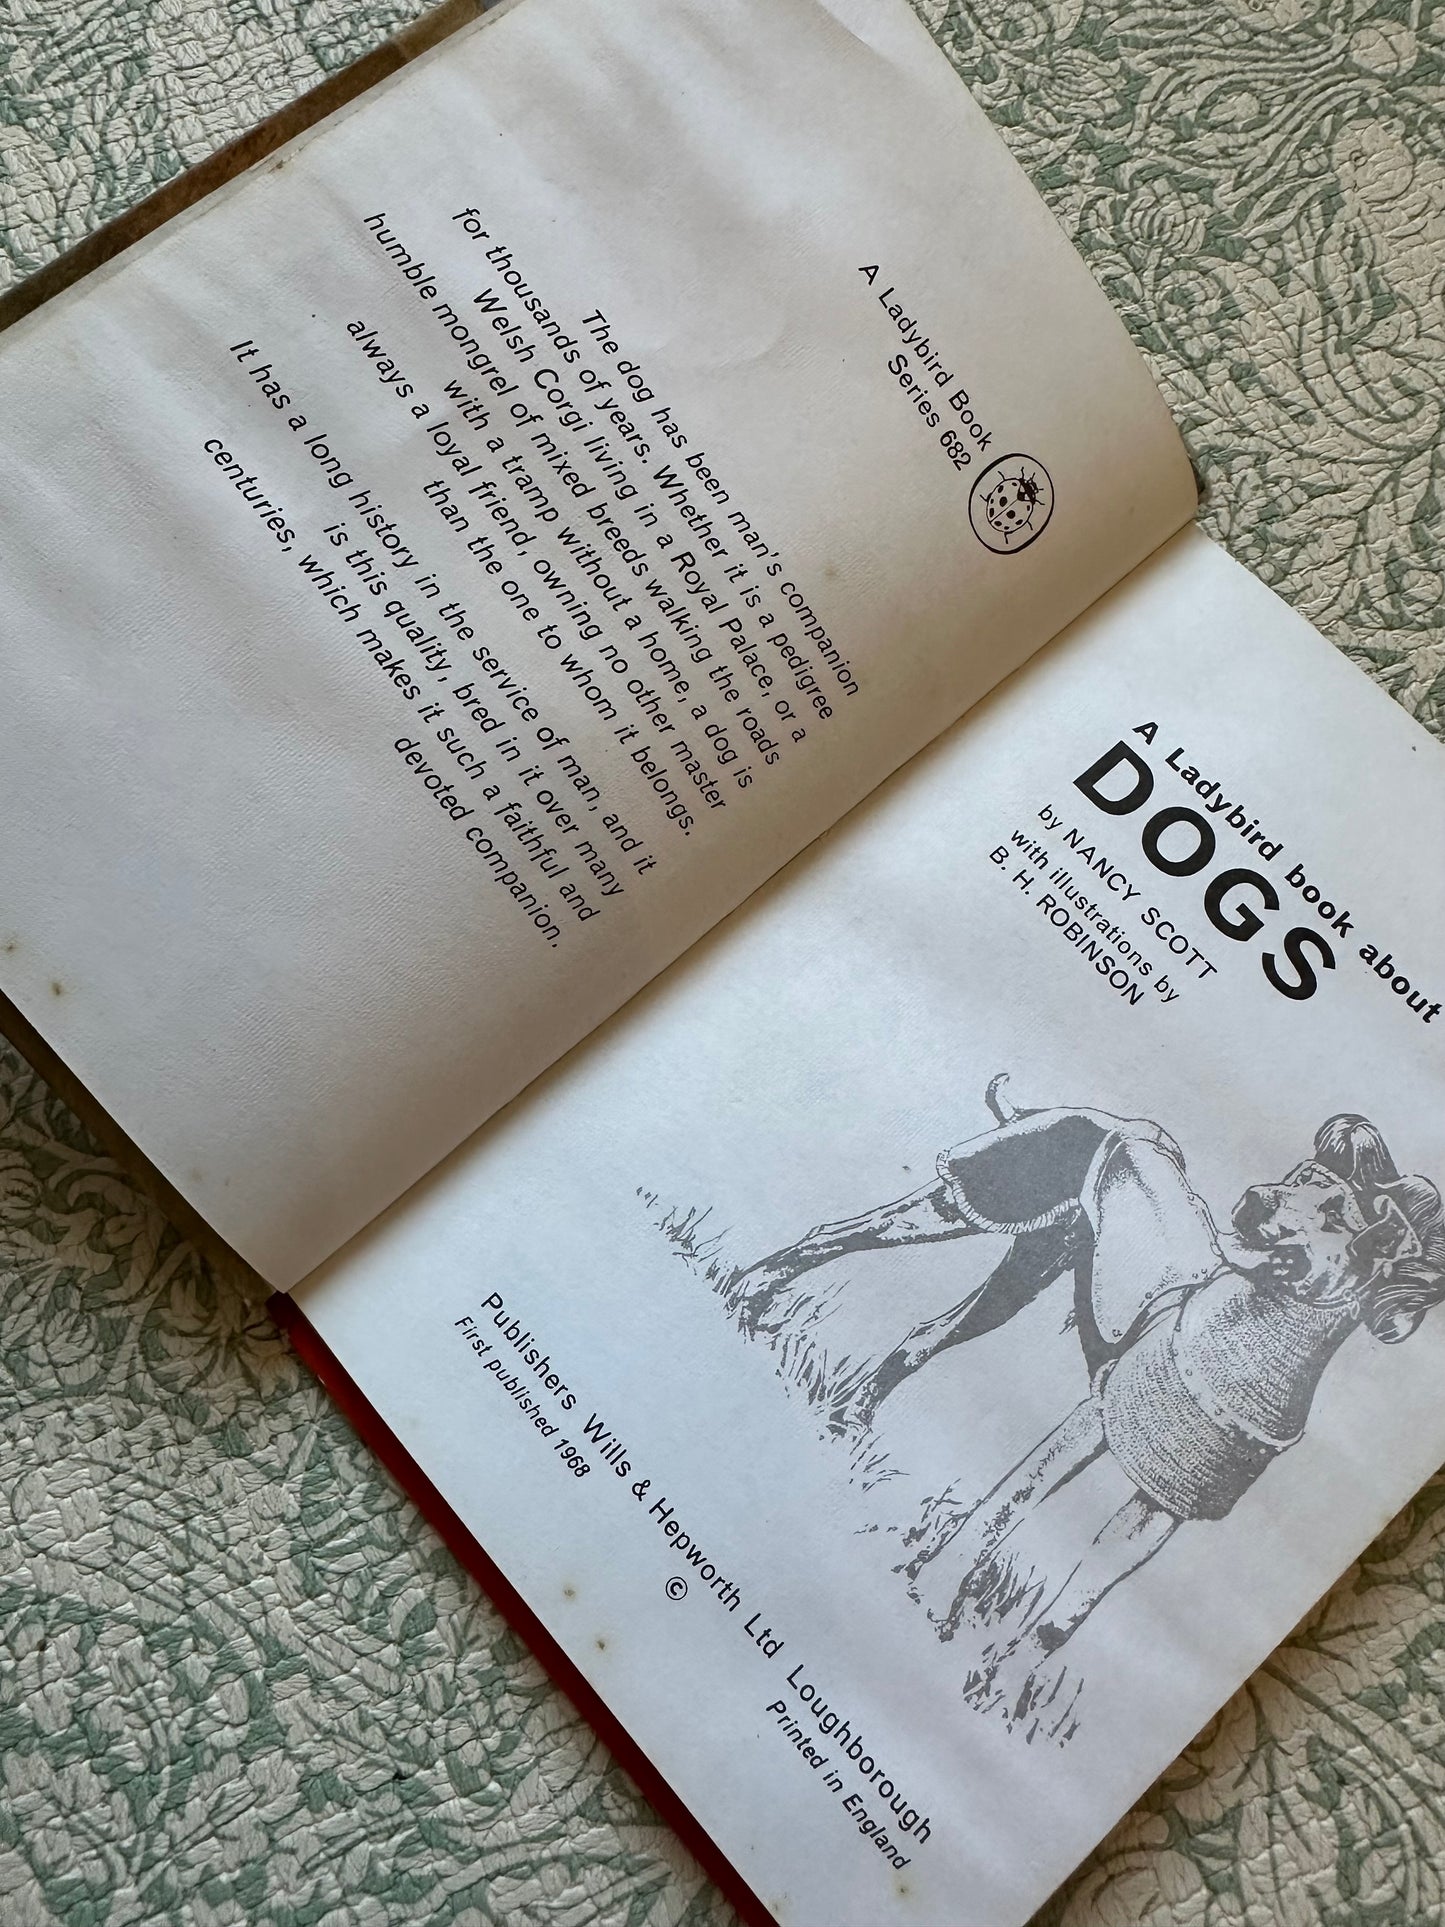 A Ladybird Book
Series 682
The dog has been man's companion
for thousands of years. Whether it is a pedigree
Welsh Corgi living in a Royal Palace, or a
humble mongrel of mixed breeds walking the roads
with a tramp without a home, a dog is
always a loyal friend, owning no other master
than the one to whom it belongs.
It has a long history in the service of man, and it
is this quality, bred in it over many
centuries, which makes it such a faithful and
devoted companion.
A Ladybird book about
DOGS
by NANCY SCOTT
with illustrations by
B. H. ROBINSON
Publishers Wills & Hepworth Ltd Loughborough
First published 1968 © Printed in England